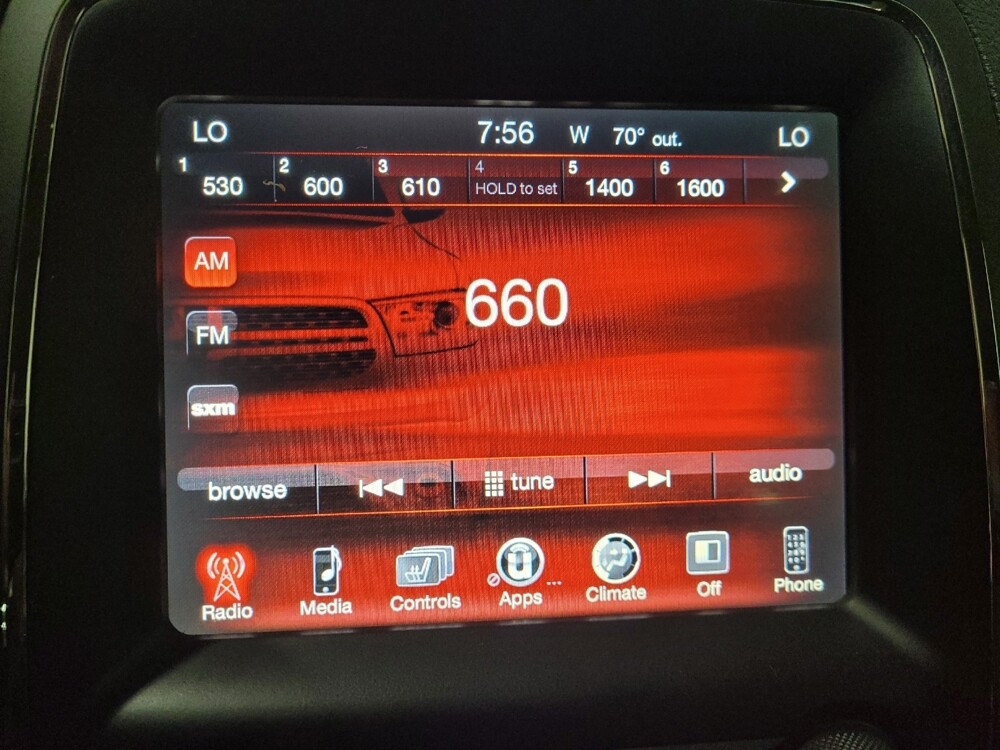 LO 7:56 W 70° out. LO
1 530 2 600 3 610 4 HOLD to set 5 1400 6 1600
AM
660
FM
sxm
browse tune audio
Radio Media Controls Apps ... Climate Off Phone